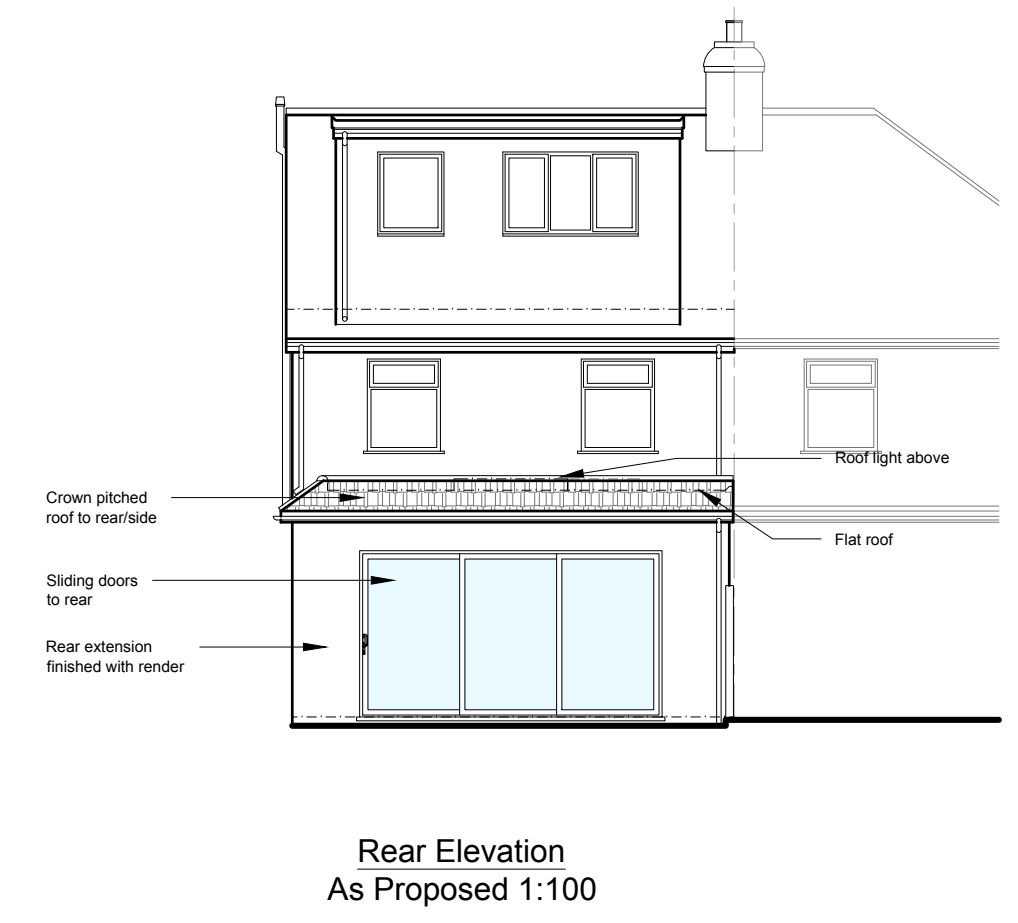 Roof light above
Crown pitched
roof to rear/side
Flat roof
Sliding doors
to rear
Rear extension
finished with render
Rear Elevation
As Proposed 1:100